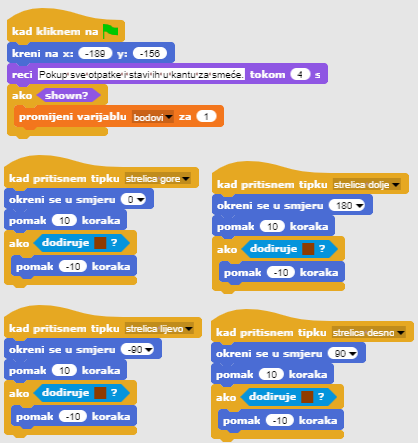 kad kliknem na
kreni na x: -189 y: -156
reci Pokupi sve otpatke i stavi ih u kantu za smeće. tokom 4 s
ako shown?
promijeni varijablu bodovi za 1
kad pritisnem tipku strelica gore
okreni se u smjeru 0
pomak 10 koraka
ako dodiruje ?
pomak -10 koraka
kad pritisnem tipku strelica dolje
okreni se u smjeru 180
pomak 10 koraka
ako dodiruje ?
pomak -10 koraka
kad pritisnem tipku strelica lijevo
okreni se u smjeru -90
pomak 10 koraka
ako dodiruje ?
pomak -10 koraka
kad pritisnem tipku strelica desno
okreni se u smjeru 90
pomak 10 koraka
ako dodiruje ?
pomak -10 koraka